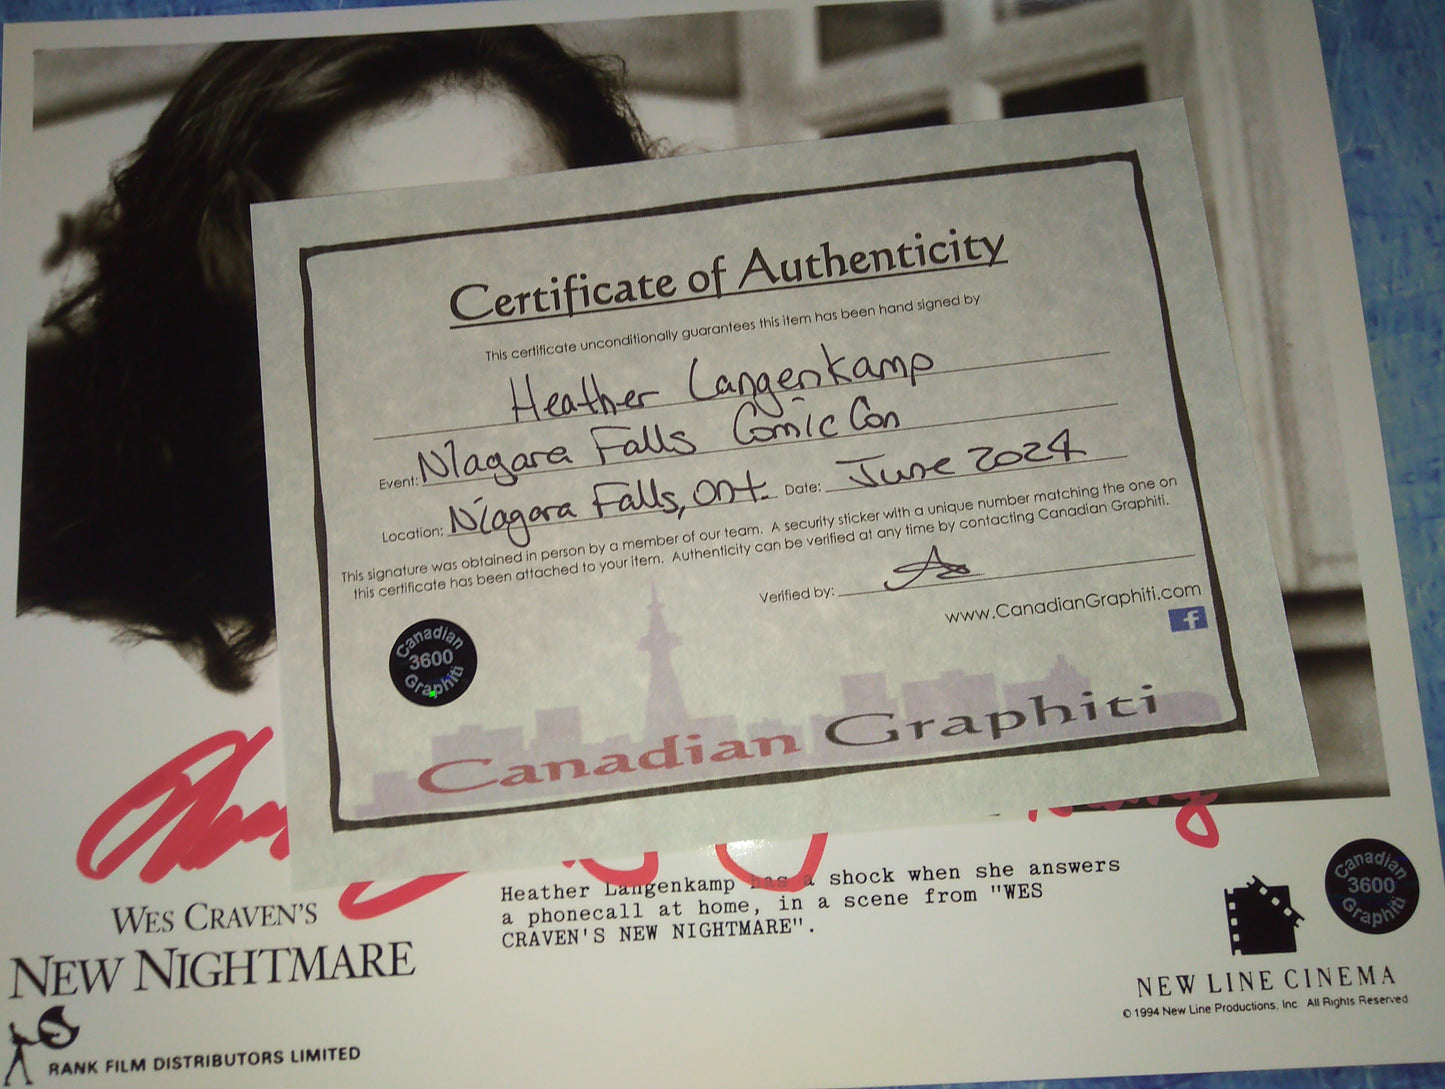 Certificate of Authenticity
This certificate unconditionally guarantees this item has been hand signed by
Heather Langenkamp
Event: Niagara Falls Comic Con
Location: Niagara Falls, Ont. Date: June 2024
This signature was obtained in person by a member of our team. A security sticker with a unique number matching the one on
this certificate has been attached to your item. Authenticity can be verified at any time by contacting Canadian Graphiti.
Verified by:
www.CanadianGraphiti.com
f
Canadian
3600
Graphiti
Canadian Graphiti
Heather Langenkamp has a shock when she answers
a phonecall at home, in a scene from "WES
CRAVEN'S NEW NIGHTMARE".
WES CRAVEN'S
NEW NIGHTMARE
RANK FILM DISTRIBUTORS LIMITED
Canadian
3600
Graphiti
NEW LINE CINEMA
© 1994 New Line Productions, Inc All Rights Reserved